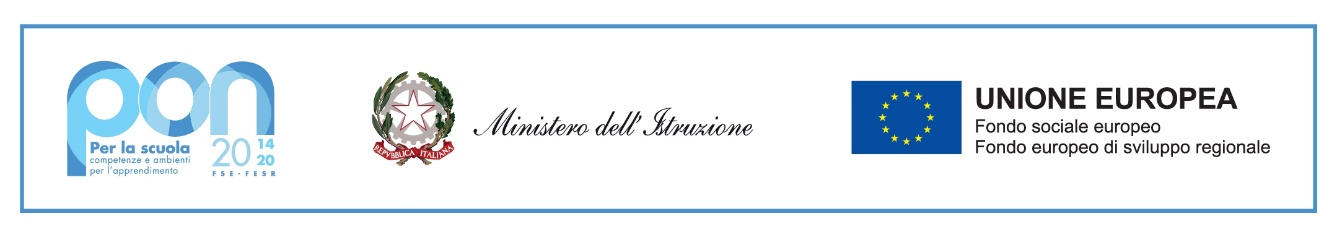 pon
Per la scuola
competenze e ambienti
per l'apprendimento
20 14
20
FSE-FESR
REPVBBLICA ITALIANA
Ministero dell'Istruzione
UNIONE EUROPEA
Fondo sociale europeo
Fondo europeo di sviluppo regionale